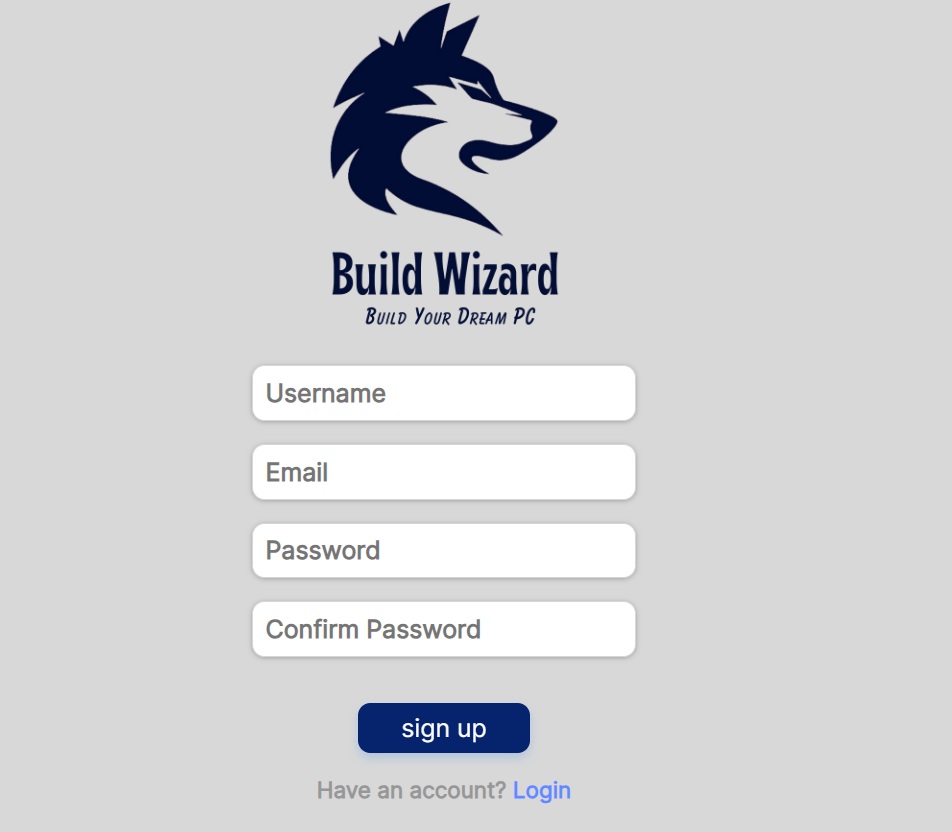 Build Wizard
Build Your Dream PC
Username
Email
Password
Confirm Password
sign up
Have an account? Login